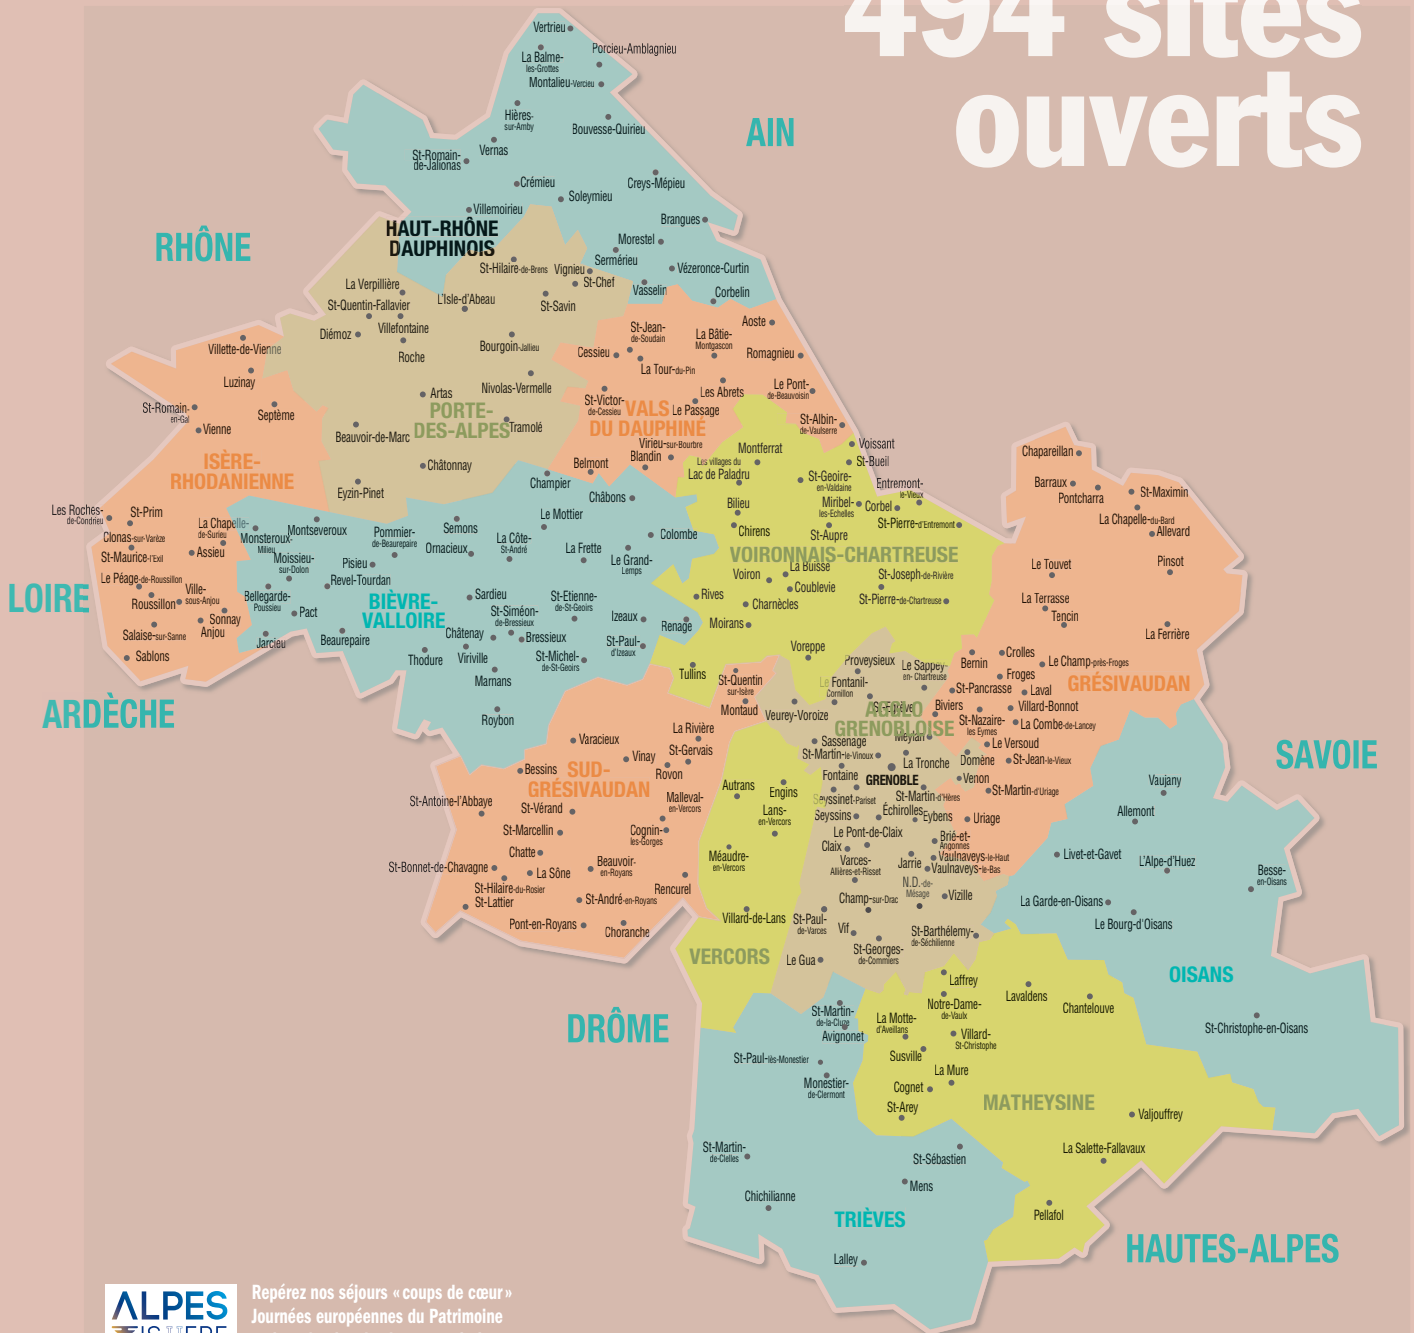 494 sites
ouverts
AIN
RHÔNE
LOIRE
ARDÈCHE
DRÔME
SAVOIE
HAUTES-ALPES
HAUT-RHÔNE
DAUPHINOIS
Vertrieu
La Balme-
les-Grottes
Porcieu-Amblagnieu
Montalieu-Vercieu
Hières-
sur-Amby
Bouvesse-Quirieu
Vernas
St-Romain-
de-Jalionas
Crémieu
Creys-Mépieu
Soleymieu
Villemoirieu
Brangues
Morestel
Sermérieu
Vézeronce-Curtin
Vasselin
Corbelin
PORTE-
DES-ALPES
St-Hilaire-de-Brens
Vignieu
St-Chef
La Verpillière
L'Isle-d'Abeau
St-Savin
St-Quentin-Fallavier
Diémoz
Villefontaine
Roche
Bourgoin-Jallieu
Nivolas-Vermelle
Artas
Tramolé
Beauvoir-de-Marc
Châtonnay
Eyzin-Pinet
ISÈRE-
RHODANIENNE
Villette-de-Vienne
Luzinay
St-Romain-
en-Gal
Septème
Vienne
Les Roches-
de-Condrieu
St-Prim
La Chapelle-
de-Surieu
Clonas-sur-Varèze
Assieu
St-Maurice-l'Exil
Le Péage-de-Roussillon
Ville-
sous-Anjou
Roussillon
Sonnay
Anjou
Salaise-sur-Sanne
Sablons
VALS
DU DAUPHINÉ
St-Jean-
de-Soudain
Aoste
La Bâtie-
Montgascon
Cessieu
Romagnieu
La Tour-du-Pin
Les Abrets
Le Pont-
de-Beauvoisin
St-Victor-
de-Cessieu
Le Passage
St-Albin-
de-Vaulserre
Virieu-sur-Bourbre
Blandin
Belmont
BIÈVRE-
VALLOIRE
Champier
Châbons
Monsteroux-
Milieu
Montseveroux
Pommier-
de-Beaurepaire
Semons
Le Mottier
Colombe
Ornacieux
La Côte-
St-André
La Frette
Le Grand-
Lemps
Moissieu-
sur-Dolon
Pisieu
Revel-Tourdan
Bellegarde-
Poussieu
Pact
Sardieu
St-Etienne-
de-St-Geoirs
Izeaux
Renage
St-Siméon-
de-Bressieux
Jarcieu
Beaurepaire
Châtenay
Bressieux
St-Paul-
d'Izeaux
Thodure
Viriville
St-Michel-
de-St-Geoirs
Marnans
Roybon
VOIRONNAIS-CHARTREUSE
Montferrat
Voissant
St-Bueil
Les villages du
Lac de Paladru
St-Geoire-
en-Valdaine
Entremont-
le-Vieux
Bilieu
Miribel-
les-Echelles
Corbel
St-Pierre-d'Entremont
Chirens
St-Aupre
La Buisse
Voiron
Coublevie
St-Joseph-de-Rivière
Rives
Charnècles
St-Pierre-de-Chartreuse
Moirans
Voreppe
Tullins
GRÉSIVAUDAN
Chapareillan
Barraux
Pontcharra
St-Maximin
La Chapelle-du-Bard
Allevard
Le Touvet
Pinsot
La Terrasse
Tencin
La Ferrière
Bernin
Crolles
Le Champ-près-Froges
Froges
St-Pancrasse
Laval
Biviers
Villard-Bonnot
St-Nazaire-
les Eymes
La Combe-de-Lancey
Le Versoud
Domène
St-Jean-le-Vieux
Venon
St-Martin-d'Uriage
Uriage
AGGLO
GRENOBLOISE
Proveysieux
Le Sappey-
en- Chartreuse
Le Fontanil-
Cornillon
St-Egrève
Veurey-Voroize
Meylan
Sassenage
St-Martin-le-Vinoux
La Tronche
Fontaine
GRENOBLE
Seyssinet-Pariset
St-Martin-d'Hères
Seyssins
Échirolles
Eybens
Le Pont-de-Claix
Claix
Brié-et-
Angonnes
Varces-
Allières-et-Risset
Jarrie
Vaulnaveys-le-Haut
Vaulnaveys-le-Bas
N.D.-de-
Mésage
Vizille
Champ-sur-Drac
St-Paul-
de-Varces
Vif
St-Barthélemy-
de-Séchilienne
St-Georges-
de-Commiers
Le Gua
SUD-
GRÉSIVAUDAN
St-Quentin
sur-Isère
Montaud
La Rivière
Varacieux
Vinay
St-Gervais
Rovon
Bessins
Malleval-
en-Vercors
St-Antoine-l'Abbaye
St-Vérand
St-Marcellin
Cognin-
les-Gorges
Chatte
St-Bonnet-de-Chavagne
La Sône
Beauvoir-
en-Royans
St-Hilaire-du-Rosier
St-Lattier
St-André-en-Royans
Rencurel
Pont-en-Royans
Choranche
VERCORS
Autrans
Engins
Lans-
en-Vercors
Méaudre-
en-Vercors
Villard-de-Lans
OISANS
Vaujany
Allemont
Livet-et-Gavet
L'Alpe-d'Huez
Besse-
en-Oisans
La Garde-en-Oisans
Le Bourg-d'Oisans
St-Christophe-en-Oisans
MATHEYSINE
Laffrey
Lavaldens
Notre-Dame-
de-Vaulx
Chantelouve
La Motte-
d'Aveillans
Villard-
St-Christophe
Susville
La Mure
Cognet
St-Arey
Valjouffrey
La Salette-Fallavaux
Pellafol
TRIÈVES
St-Martin-
de-la-Cluze
Avignonet
St-Paul-lès-Monestier
Monestier-
de-Clermont
St-Martin-
de-Clelles
St-Sébastien
Mens
Chichilianne
Lalley
ALPES
ISHERE
Repérez nos séjours «coups de cœur»
Journées européennes du Patrimoine